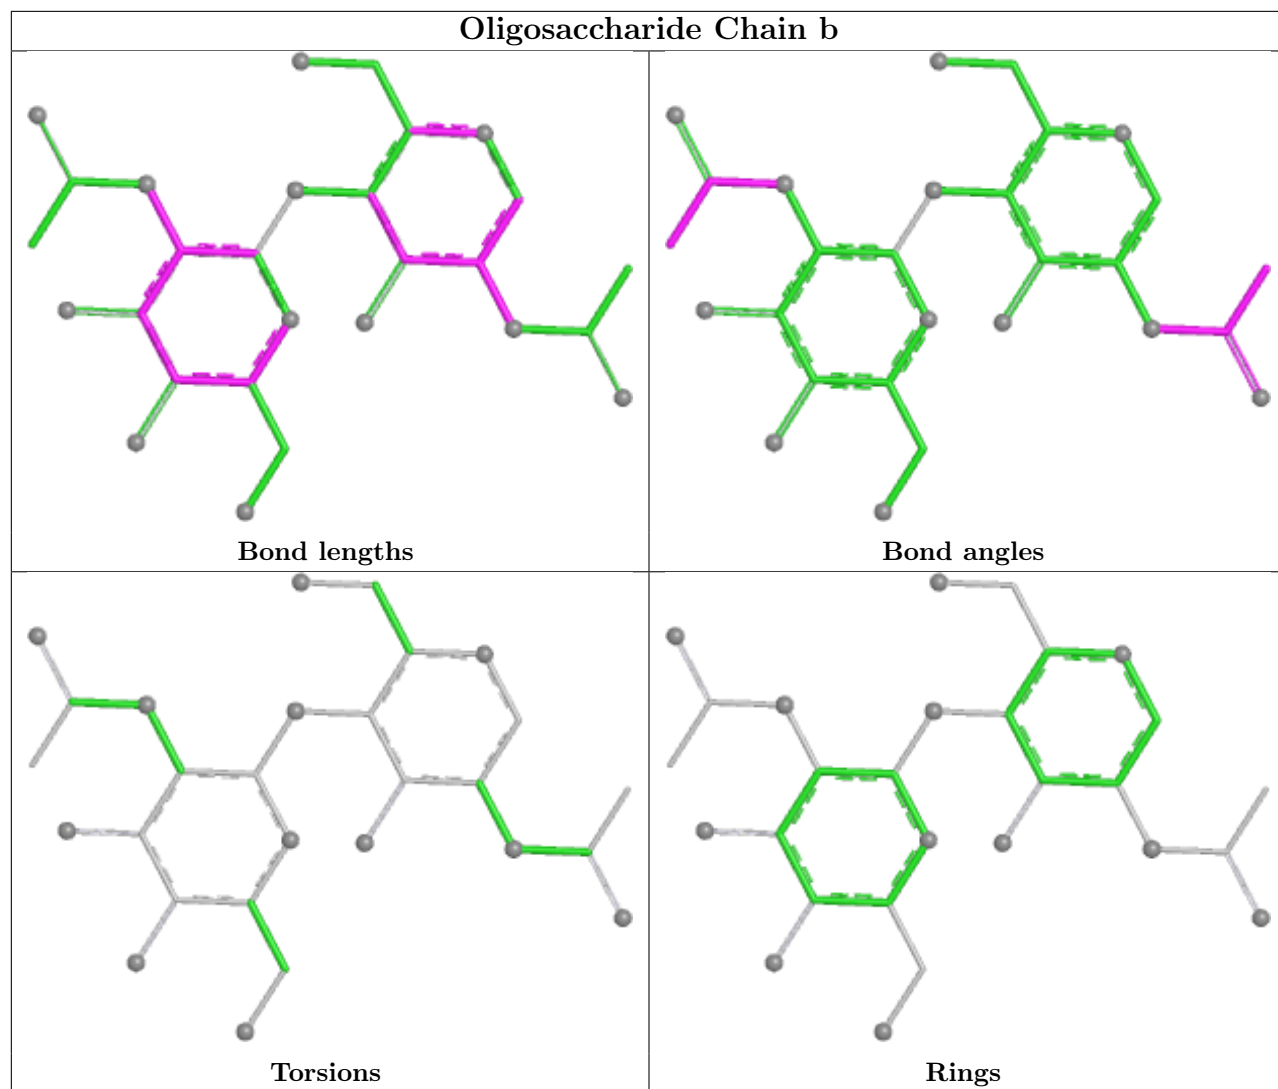 Oligosaccharide Chain b
Bond lengths
Bond angles
Torsions
Rings